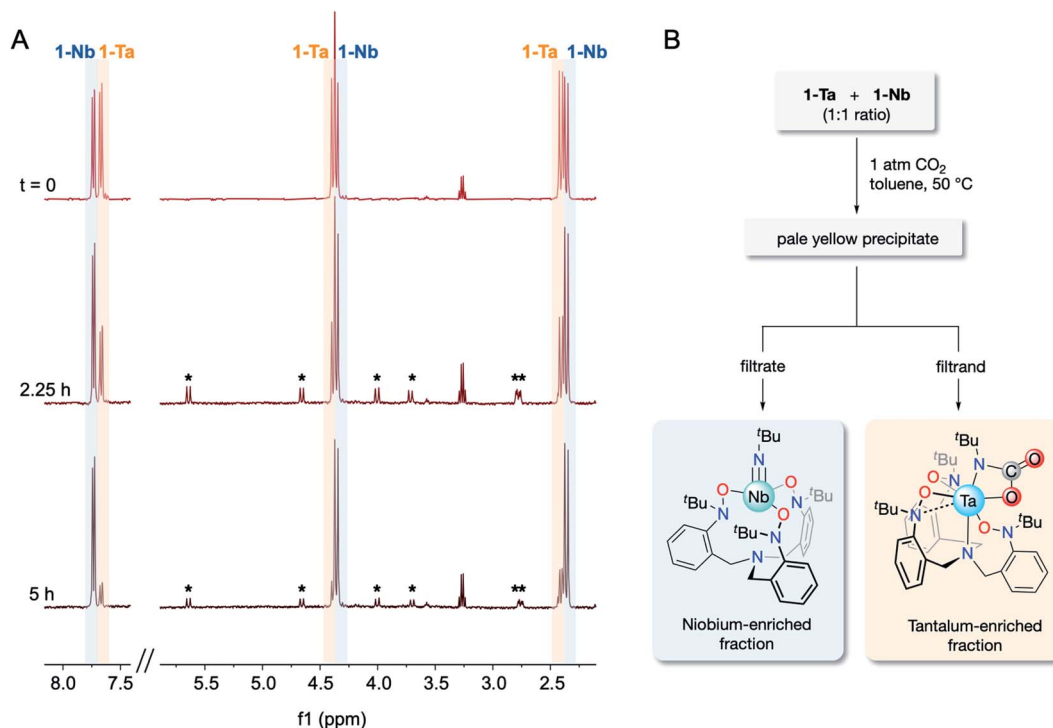 A
1-Nb 1-Ta 1-Ta 1-Nb 1-Ta 1-Nb
t = 0
2.25 h
* * * * **
5 h
* * * * **
8.0 7.5 // 5.5 5.0 4.5 4.0 3.5 3.0 2.5
f1 (ppm)
B
1-Ta + 1-Nb
(1:1 ratio)
1 atm CO₂
toluene, 50 °C
pale yellow precipitate
filtrate
filtrand
ᵗBu
N
O Nb O
ᵗBu N O N ᵗBu
ᵗBu N
N
Niobium-enriched
fraction
ᵗBu
ᵗBu N C O
O N O
O Ta
ᵗBu N O N ᵗBu
N
Tantalum-enriched
fraction